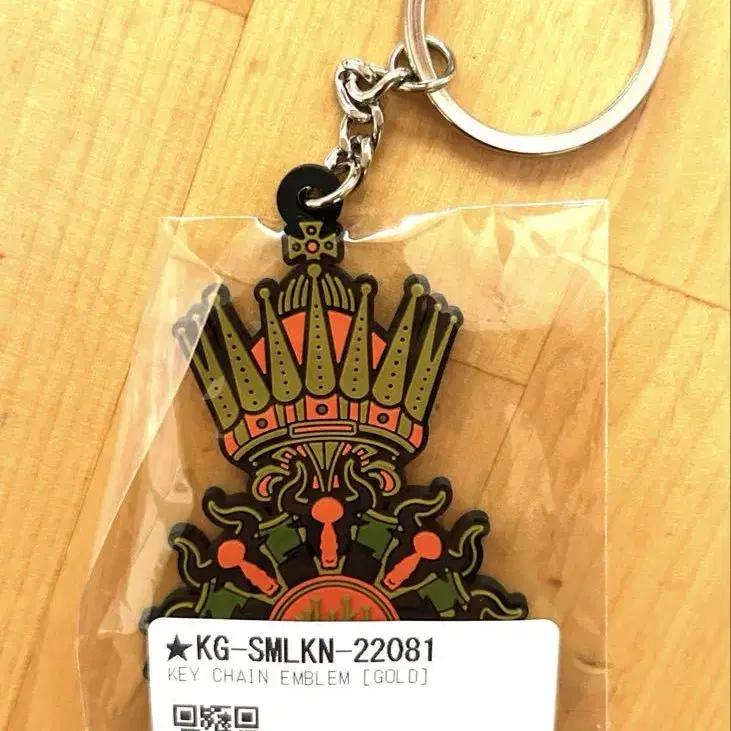 ★KG-SMLKN-22081
KEY CHAIN EMBLEM [GOLD]